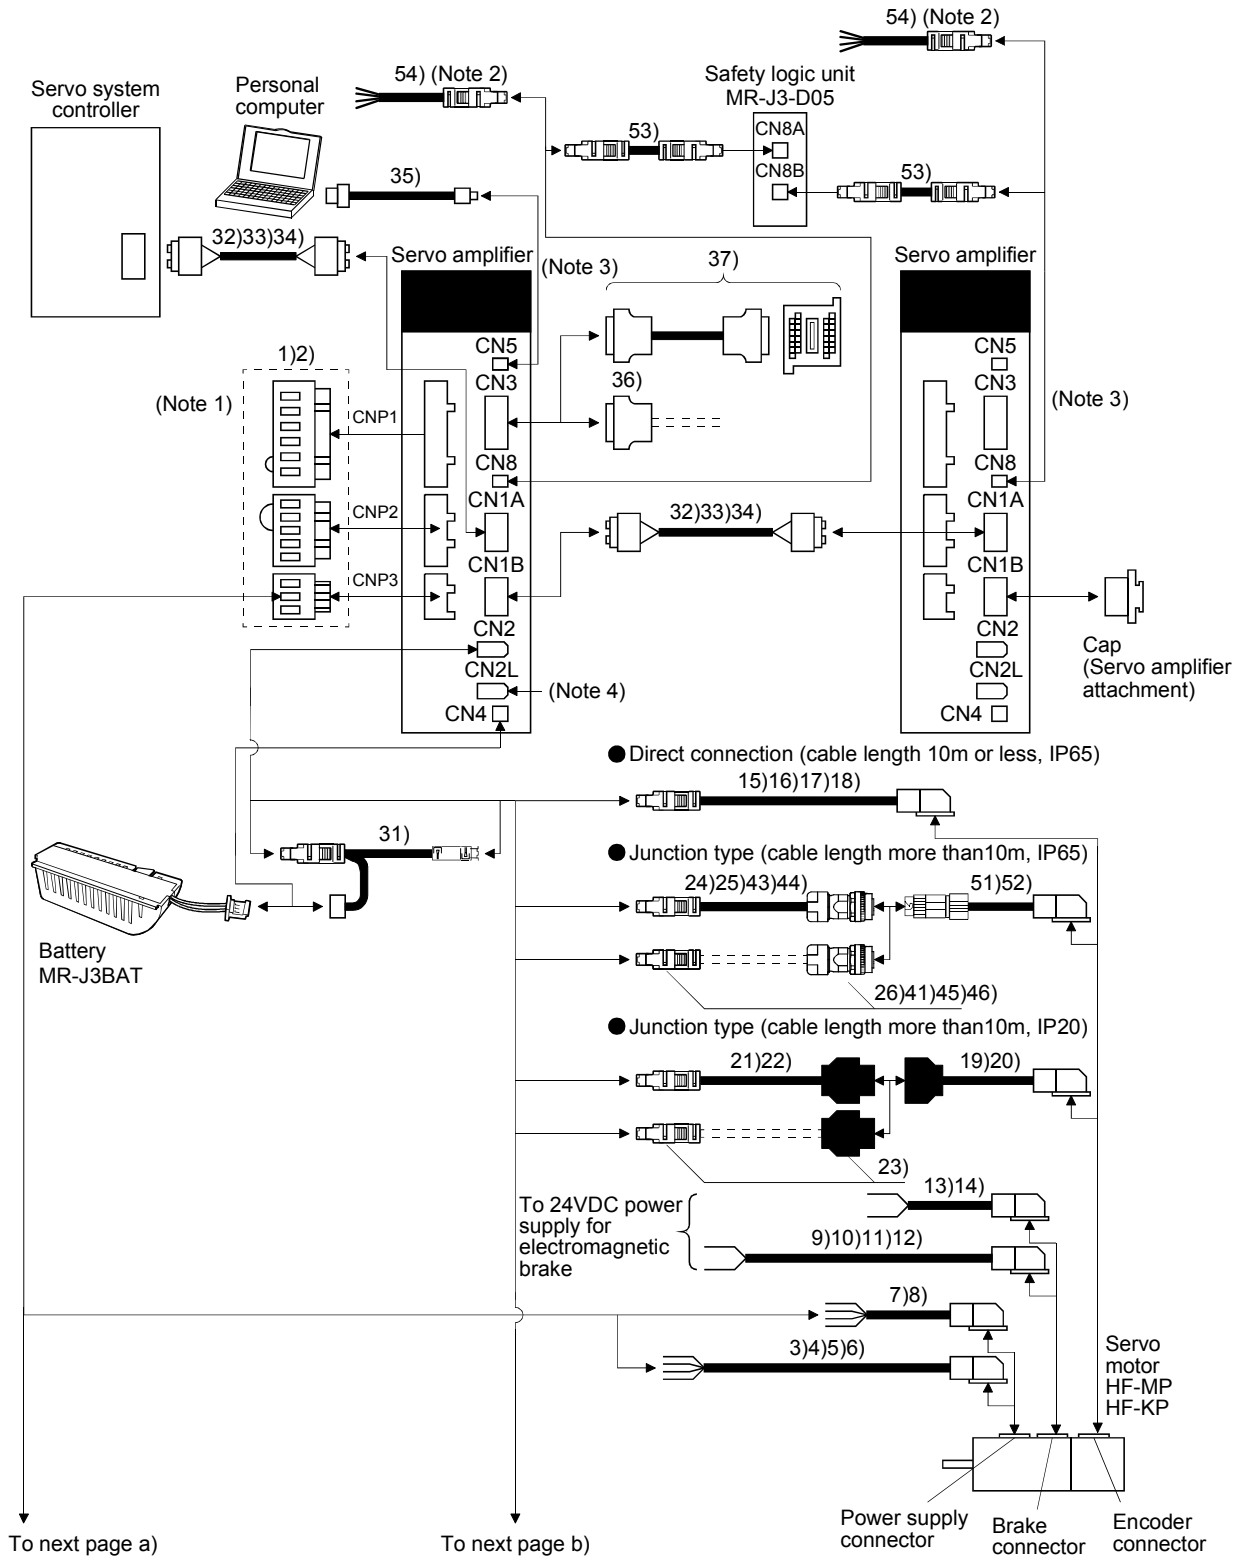 54) (Note 2)
Servo system
controller
Personal
computer
54) (Note 2)
Safety logic unit
MR-J3-D05
CN8A
CN8B
53)
53)
35)
32)33)34)
Servo amplifier
(Note 3)
37)
Servo amplifier
1)2)
(Note 1)
CNP1
CNP2
CNP3
CN5
CN3
CN8
CN1A
CN1B
CN2
CN2L
CN4
36)
32)33)34)
(Note 4)
CN5
CN3
CN8
CN1A
CN1B
CN2
CN2L
CN4
(Note 3)
Cap
(Servo amplifier
attachment)
● Direct connection (cable length 10m or less, IP65)
15)16)17)18)
31)
Battery
MR-J3BAT
● Junction type (cable length more than10m, IP65)
24)25)43)44)
51)52)
26)41)45)46)
● Junction type (cable length more than10m, IP20)
21)22)
19)20)
23)
To 24VDC power
supply for
electromagnetic
brake
13)14)
9)10)11)12)
7)8)
3)4)5)6)
Servo
motor
HF-MP
HF-KP
Power supply
connector
Brake
connector
Encoder
connector
To next page a)
To next page b)